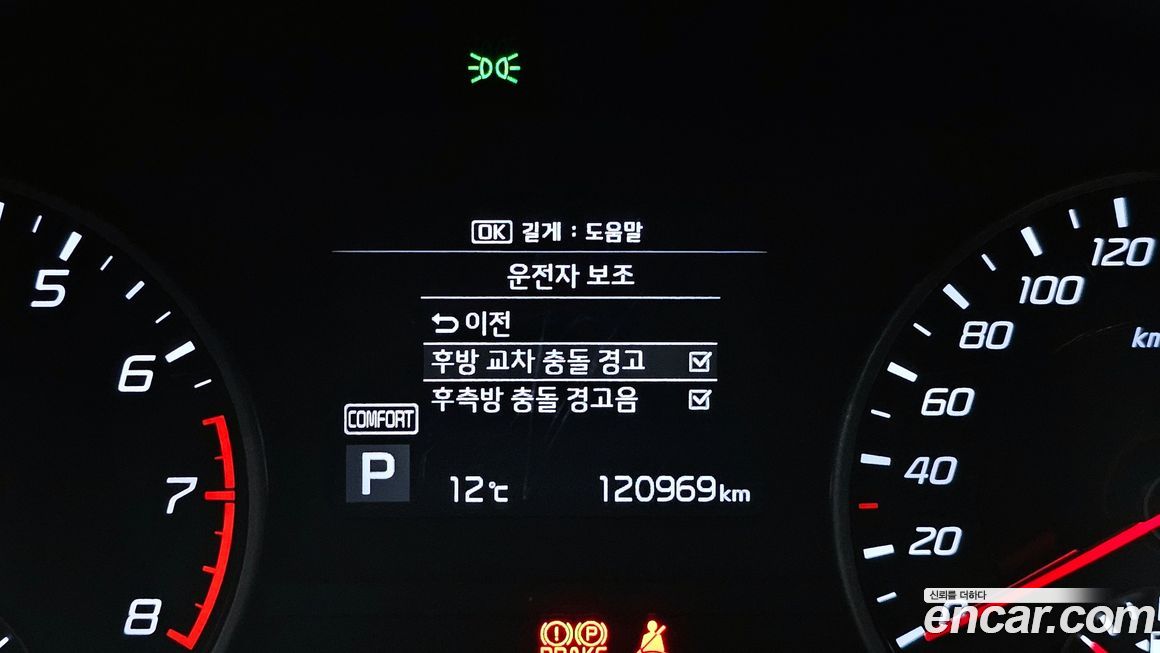 OK 길게 : 도움말
운전자 보조
이전
후방 교차 충돌 경고
후측방 충돌 경고음
COMFORT
P
12℃
120969km
5
6
7
8
120
100
80
60
40
20
km
BRAKE
신뢰를 더하다
encar.com